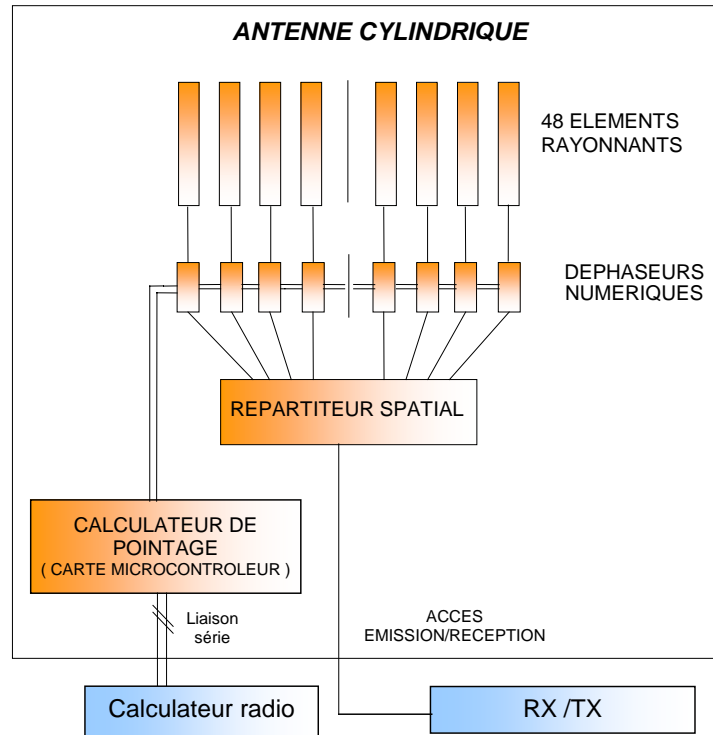 ANTENNE CYLINDRIQUE
48 ELEMENTS
RAYONNANTS
DEPHASEURS
NUMERIQUES
REPARTITEUR SPATIAL
CALCULATEUR DE
POINTAGE
( CARTE MICROCONTROLEUR )
Liaison
série
ACCES
EMISSION/RECEPTION
Calculateur radio
RX /TX